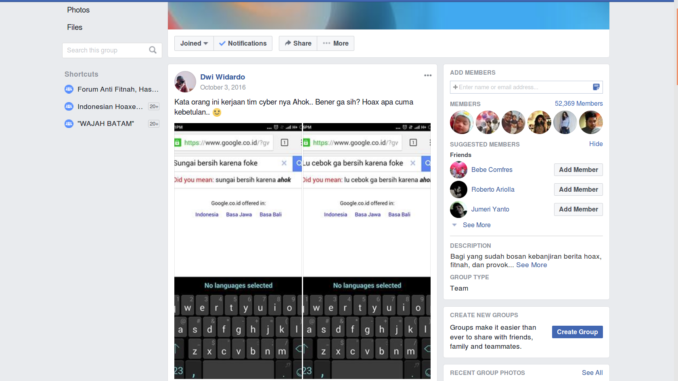 Photos
Files
Search this group
Shortcuts
Forum Anti Fitnah, Has...
Indonesian Hoaxe...
20+
"WAJAH BATAM"
20+
Joined
Notifications
Share
More
Dwi Widardo
October 3, 2016
Kata orang ini kerjaan tim cyber nya Ahok.. Bener ga sih? Hoax apa cuma
kebetulan..
https://www.google.co.id/?gw
Sungai bersih karena foke
Did you mean: sungai bersih karena ahok
Google.co.id offered in:
Indonesia Basa Jawa Basa Bali
No languages selected
w e r t y u i o
a s d f g h j k l
z x c v b n m
https://www.google.co.id/?gw
Lu cebok ga bersih karena foke
Did you mean: lu cebok ga bersih karena aho
Google.co.id offered in:
Indonesia Basa Jawa Basa Bali
No languages selected
w e r t y u i o
a s d f g h j k l
z x c v b n m
ADD MEMBERS
Enter name or email address...
MEMBERS
52,369 Members
SUGGESTED MEMBERS
Hide
Friends
Bebe Comfres
Add Member
Roberto Ariolla
Add Member
Jumeri Yanto
Add Member
See More
DESCRIPTION
Bagi yang sudah bosan kebanjiran berita hoax,
fitnah, dan provok... See More
GROUP TYPE
Team
CREATE NEW GROUPS
Groups make it easier than
ever to share with friends,
family and teammates.
Create Group
RECENT GROUP PHOTOS
See All